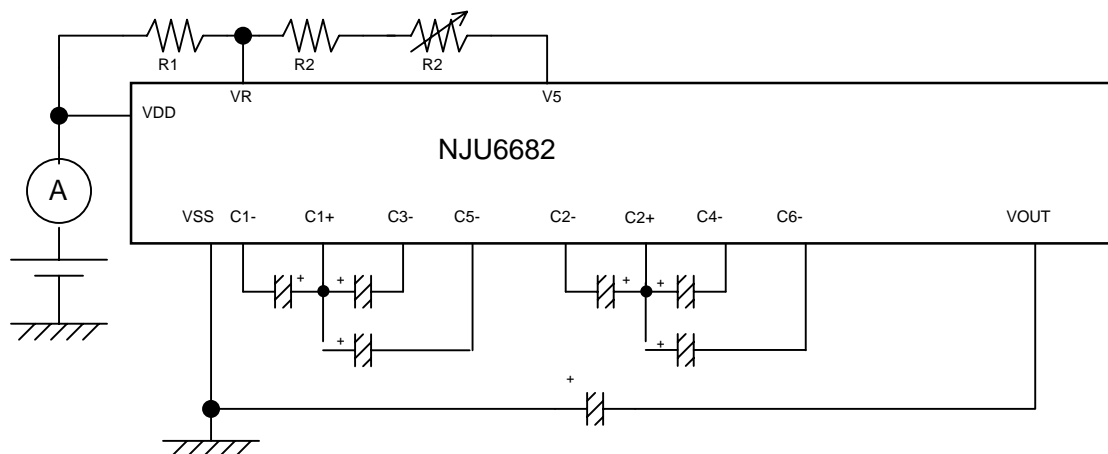 R1 R2 R2
VR V5
VDD
NJU6682
A
VSS C1- C1+ C3- C5- C2- C2+ C4- C6- VOUT
+ + + +
+ +
+